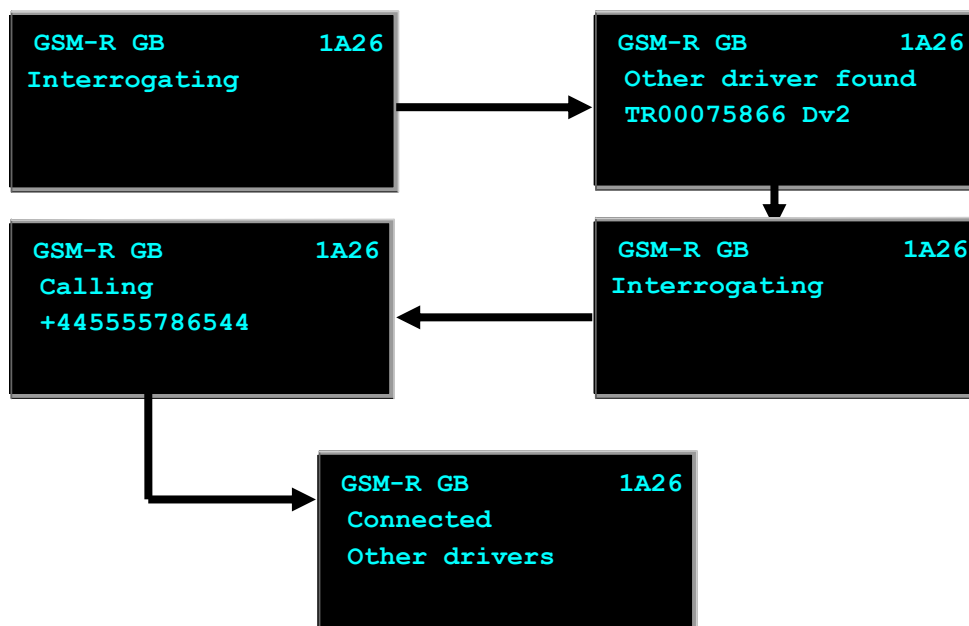 GSM-R GB 1A26
Interrogating
GSM-R GB 1A26
Other driver found
TR00075866 Dv2
GSM-R GB 1A26
Interrogating
GSM-R GB 1A26
Calling
+445555786544
GSM-R GB 1A26
Connected
Other drivers